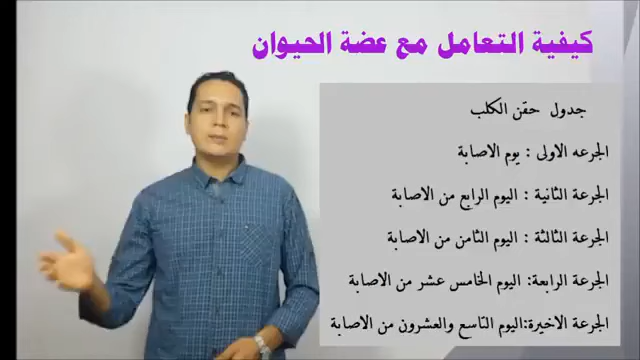 كيفية التعامل مع عضة الحيوان
جدول حقن الكلب
الجرعه الاولى : يوم الاصابة
الجرعة الثانية : اليوم الرابع من الاصابة
الجرعة الثالثة : اليوم الثامن من الاصابة
الجرعة الرابعة: اليوم الخامس عشر من الاصابة
الجرعة الاخيرة:اليوم التاسع والعشرون من الاصابة